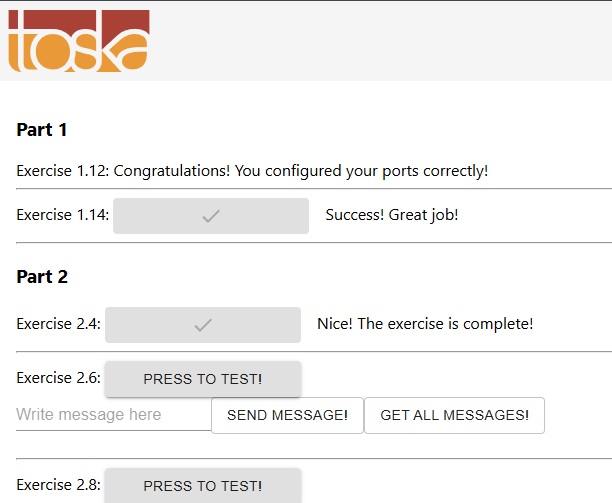 toska
Part 1
Exercise 1.12: Congratulations! You configured your ports correctly!
Exercise 1.14: Success! Great job!
Part 2
Exercise 2.4: Nice! The exercise is complete!
Exercise 2.6: PRESS TO TEST!
Write message here SEND MESSAGE! GET ALL MESSAGES!
Exercise 2.8: PRESS TO TEST!